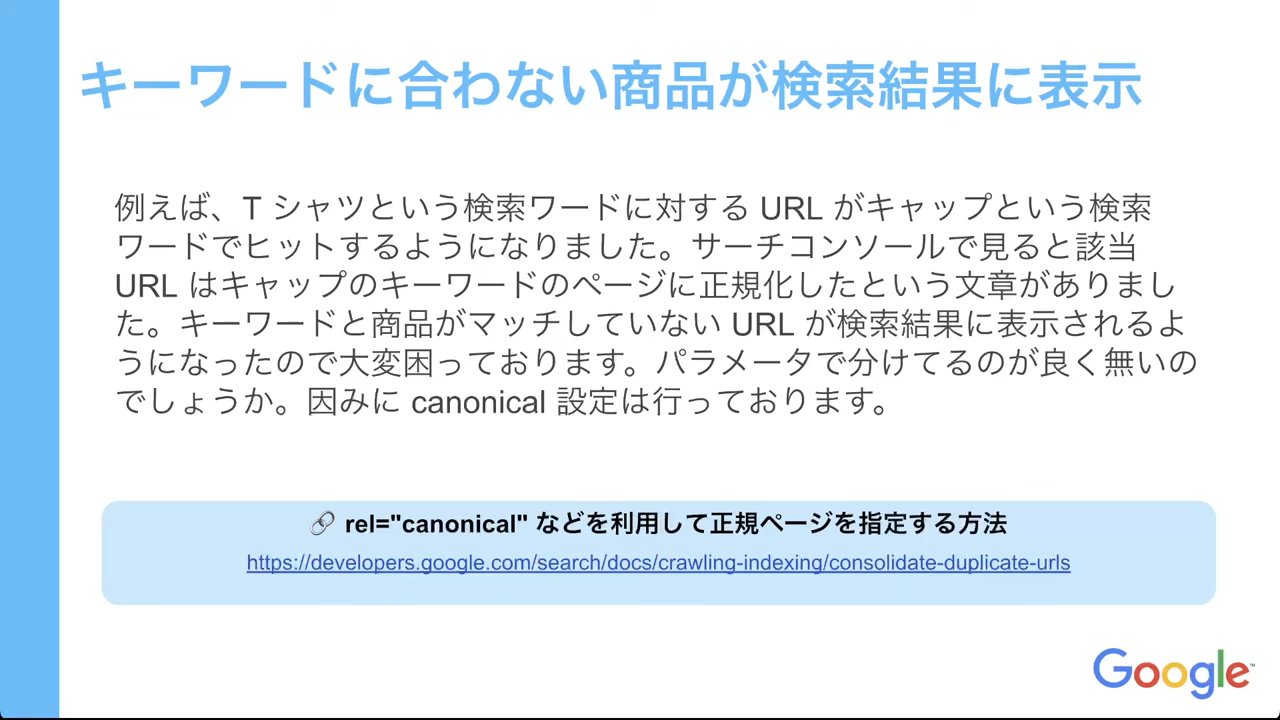 キーワードに合わない商品が検索結果に表示
例えば、T シャツという検索ワードに対する URL がキャップという検索
ワードでヒットするようになりました。サーチコンソールで見ると該当
URL はキャップのキーワードのページに正規化したという文章がありまし
た。キーワードと商品がマッチしていない URL が検索結果に表示されるよ
うになったので大変困っております。パラメータで分けてるのが良く無いの
でしょうか。因みに canonical 設定は行っております。
🔗 rel="canonical" などを利用して正規ページを指定する方法
https://developers.google.com/search/docs/crawling-indexing/consolidate-duplicate-urls
Google™